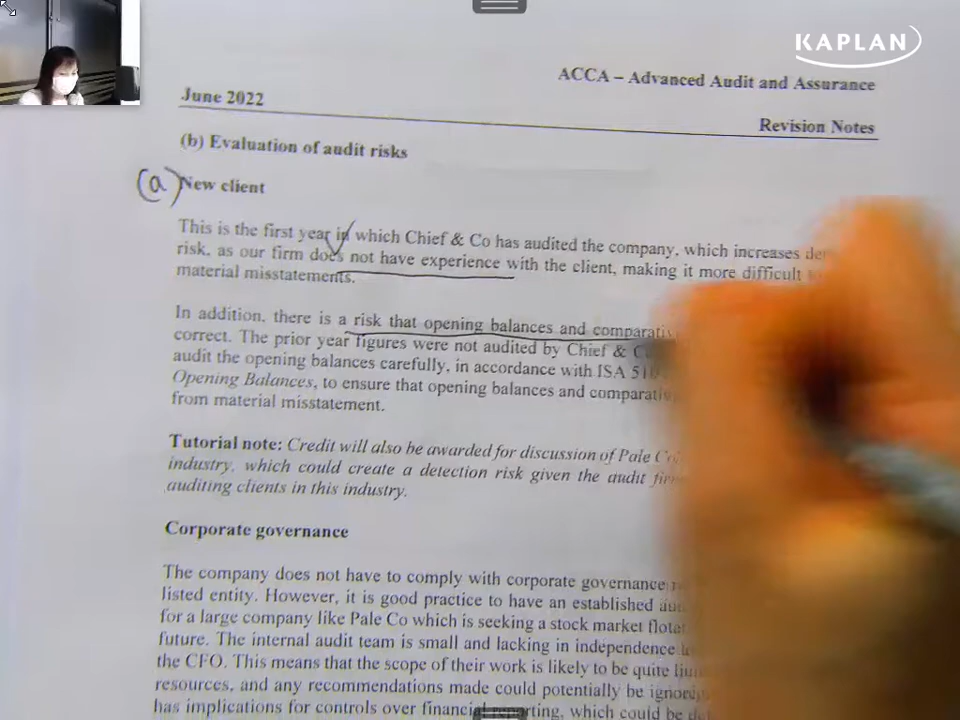 KAPLAN
ACCA – Advanced Audit and Assurance
June 2022
Revision Notes
(b) Evaluation of audit risks
(a) New client
This is the first year in which Chief & Co has audited the company, which increases
risk, as our firm does not have experience with the client, making it more difficult
material misstatements.
In addition, there is a risk that opening balances and
correct. The prior year figures were not audited by Chief &
audit the opening balances carefully, in accordance with ISA
Opening Balances, to ensure that opening balances and
from material misstatement.
Tutorial note: Credit will also be awarded for discussion of Pale
industry, which could create a detection risk given the audit
auditing clients in this industry.
Corporate governance
The company does not have to comply with corporate governance
listed entity. However, it is good practice to have an established
for a large company like Pale Co which is seeking a stock market
future. The internal audit team is small and lacking in independence
the CFO. This means that the scope of their work is likely to be quite
resources, and any recommendations made could potentially be
has implications for controls over financial reporting, which could be